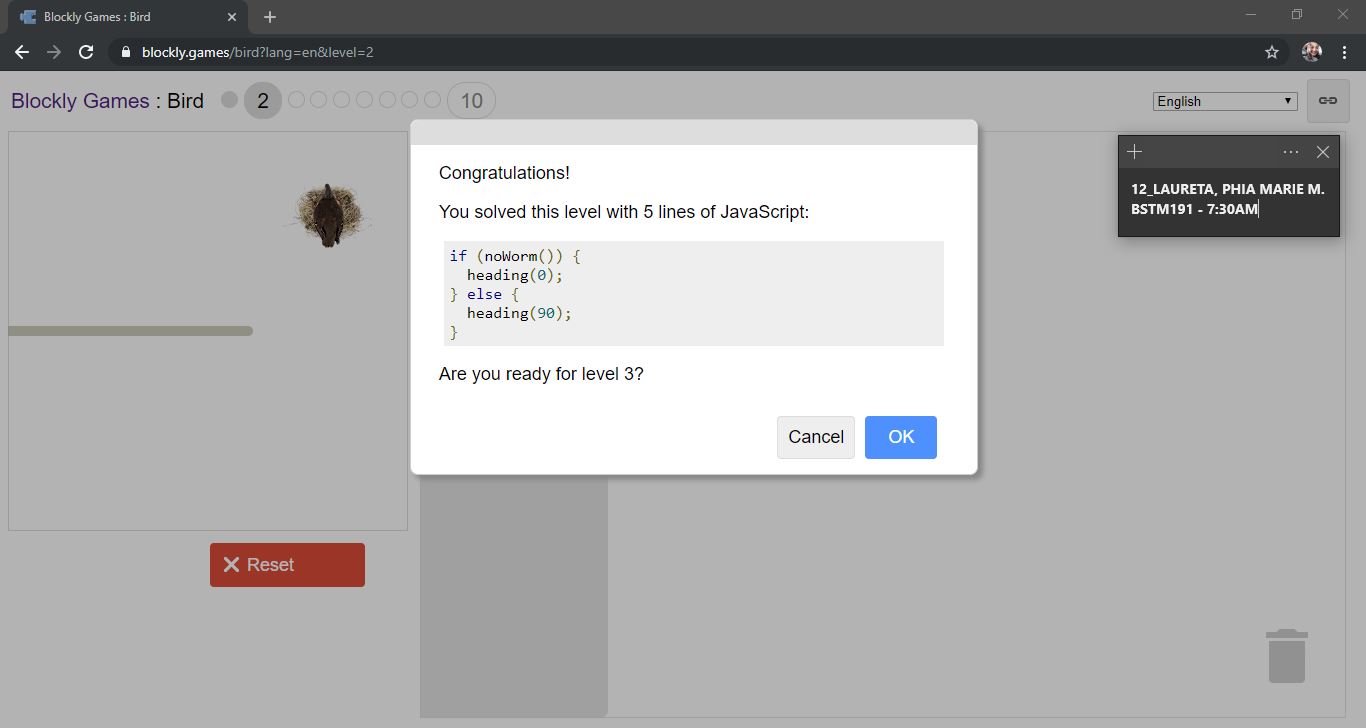 Blockly Games : Bird
blockly.games/bird?lang=en&level=2
Blockly Games : Bird 2 10
English
12_LAURETA, PHIA MARIE M.
BSTM191 - 7:30AM
Congratulations!
You solved this level with 5 lines of JavaScript:
if (noWorm()) {
  heading(0);
} else {
  heading(90);
}
Are you ready for level 3?
Cancel OK
Reset